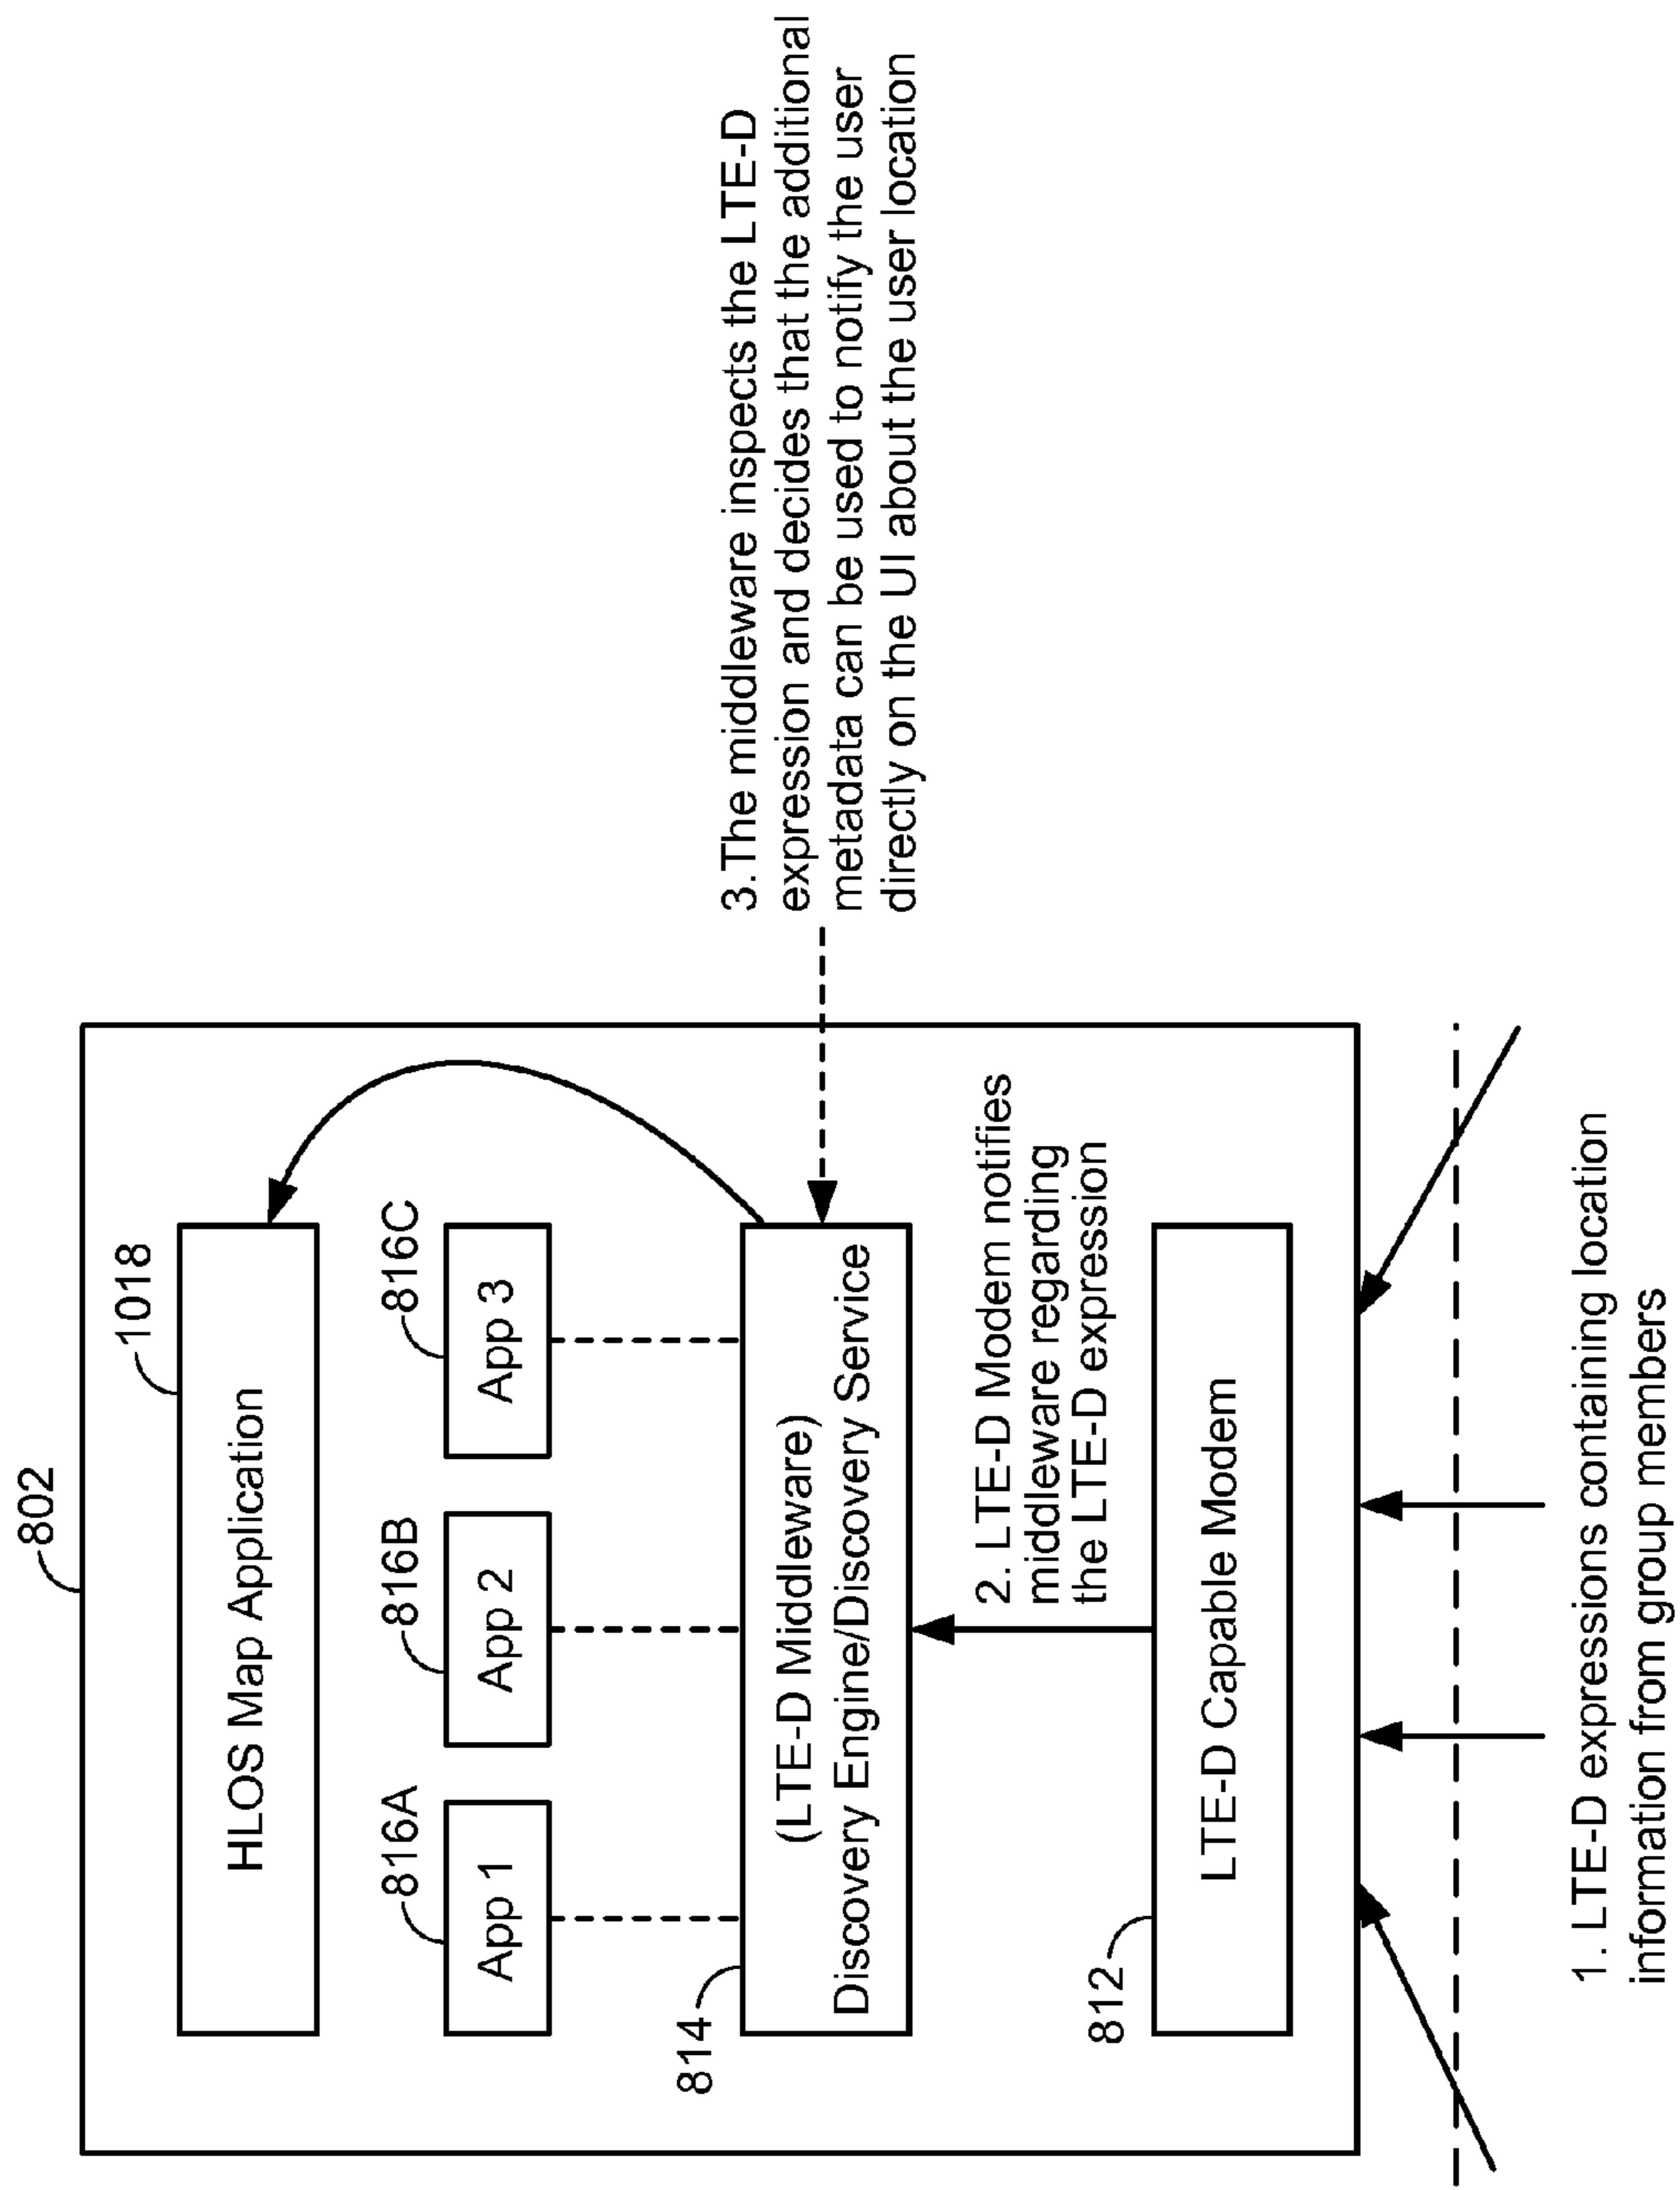 802
1018
HLOS Map Application
816A
816B
816C
App 1
App 2
App 3
814
(LTE-D Middleware)
Discovery Engine/Discovery Service
3.The middleware inspects the LTE-D
expression and decides that the additional
metadata can be used to notify the user
directly on the UI about the user location
2. LTE-D Modem notifies
middleware regarding
the LTE-D expression
812
LTE-D Capable Modem
1. LTE-D expressions containing location
information from group members